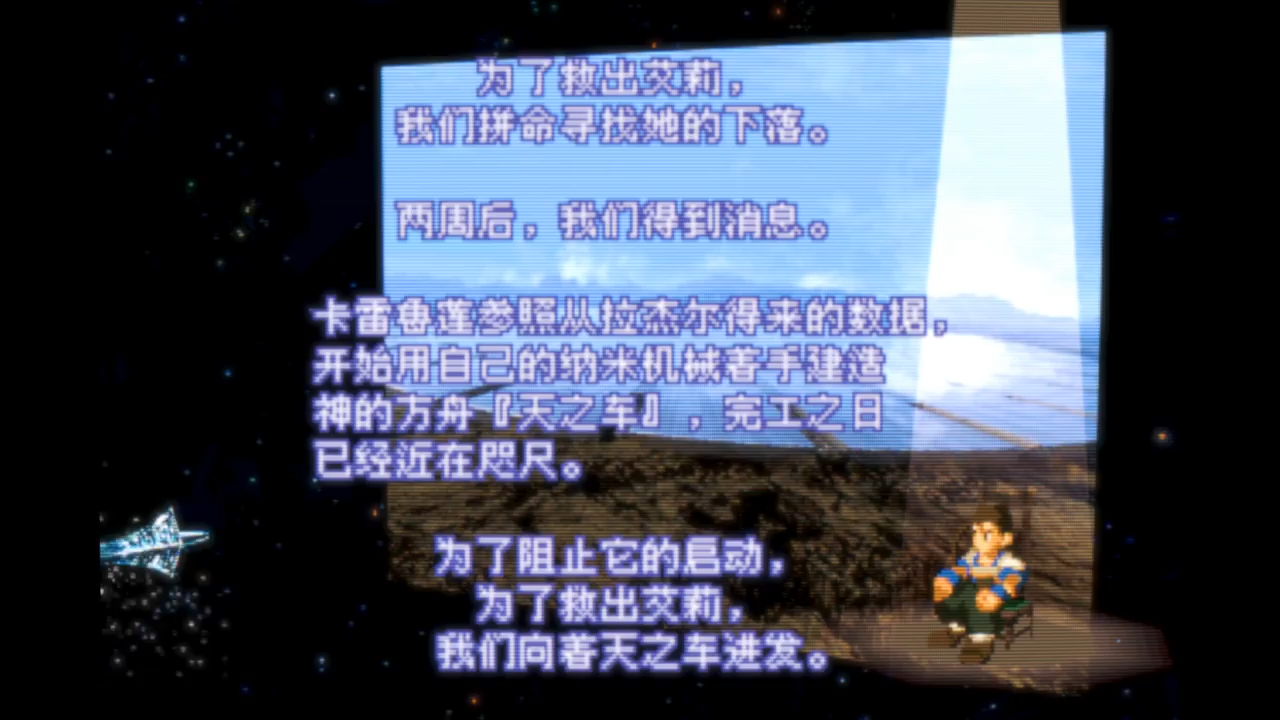 为了救出艾莉，
我们拼命寻找她的下落。
两周后，我们得到消息。
卡雷鲁莲参照从拉杰尔得来的数据，
开始用自己的纳米机械着手建造
神的方舟『天之车』，完工之日
已经近在咫尺。
为了阻止它的启动，
为了救出艾莉，
我们向着天之车进发。